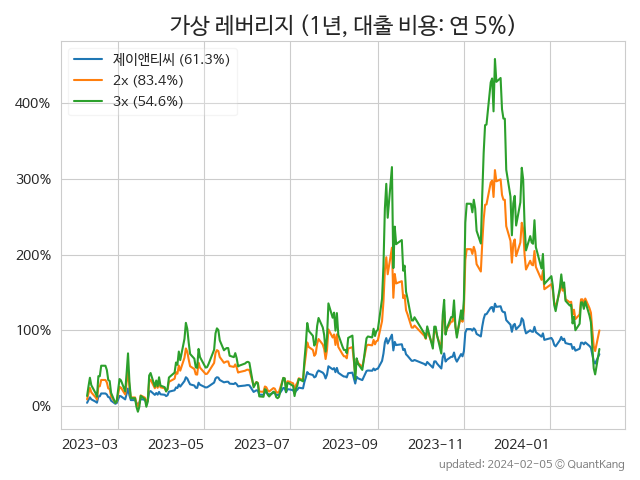 가상 레버리지 (1년, 대출 비용: 연 5%)
제이앤티씨 (61.3%)
2x (83.4%)
3x (54.6%)
400%
300%
200%
100%
0%
2023-03 2023-05 2023-07 2023-09 2023-11 2024-01
updated: 2024-02-05 © QuantKang